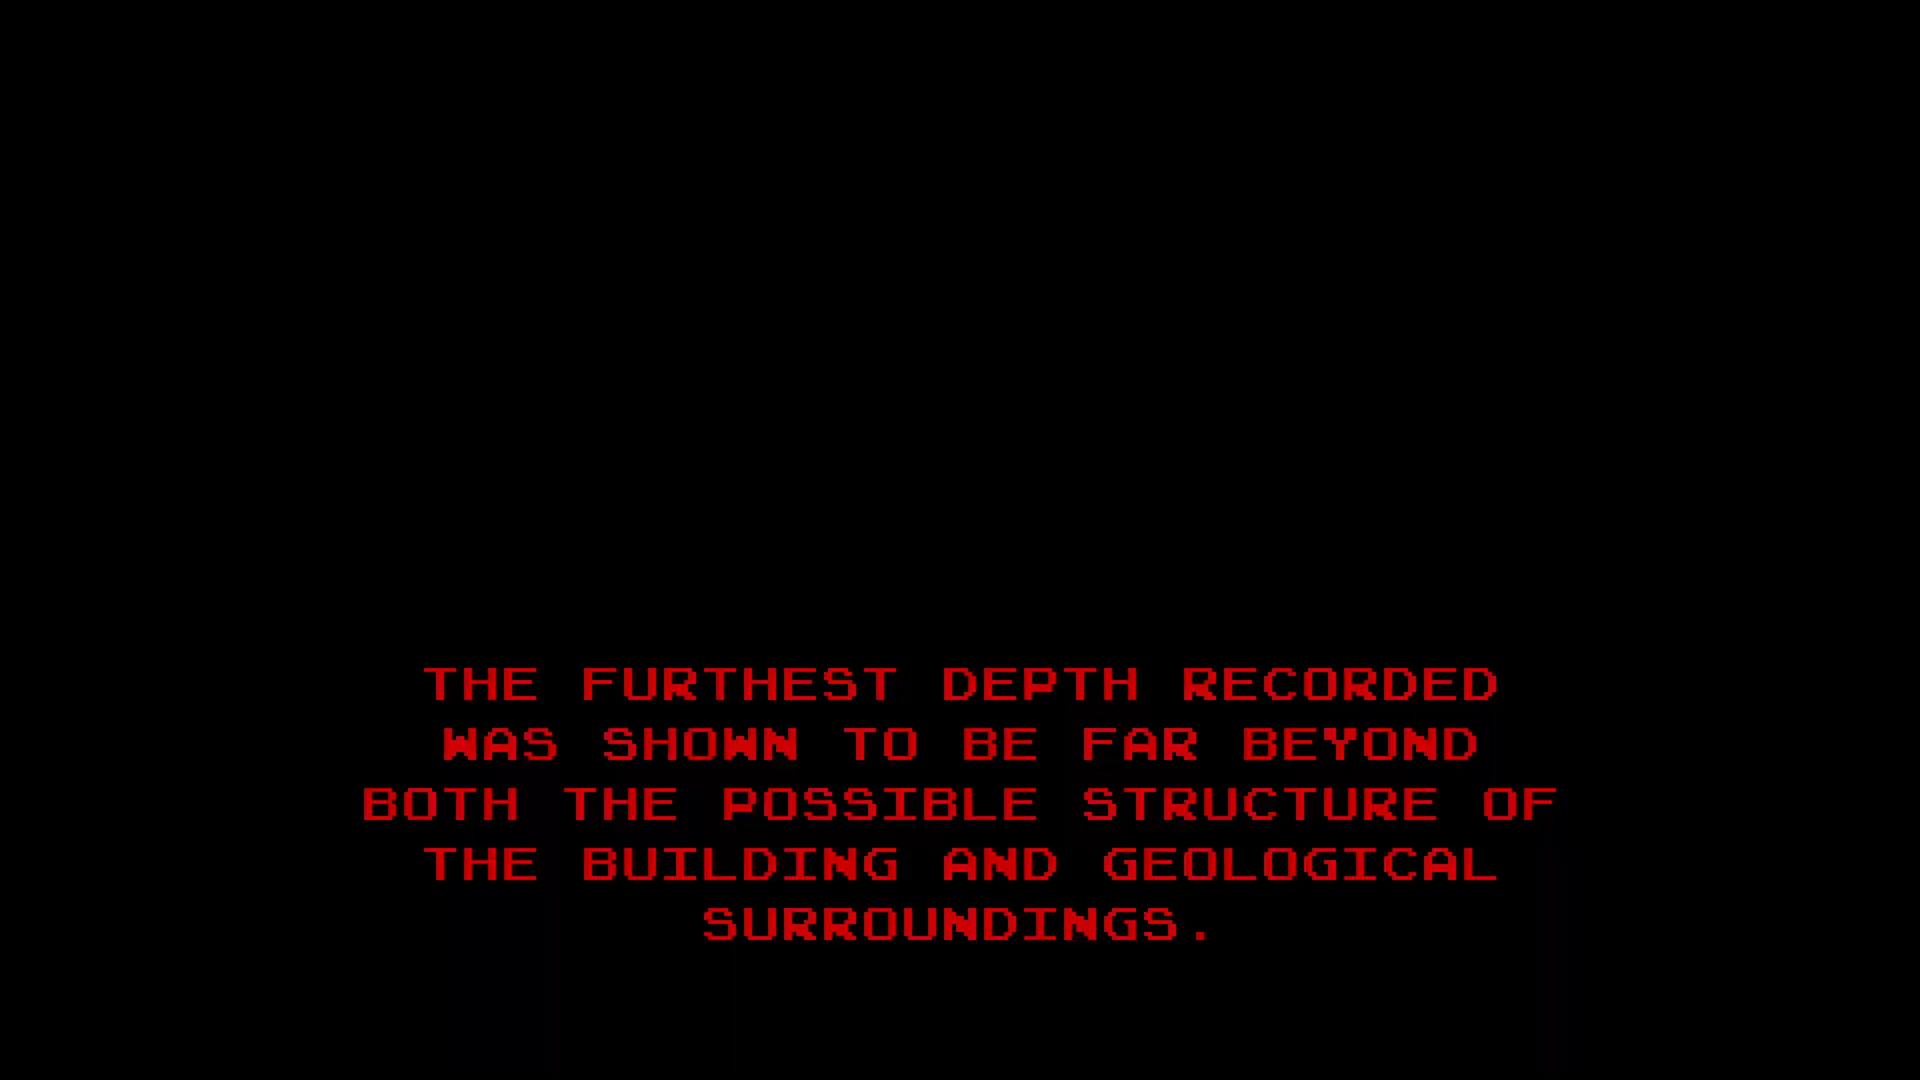 THE FURTHEST DEPTH RECORDED
WAS SHOWN TO BE FAR BEYOND
BOTH THE POSSIBLE STRUCTURE OF
THE BUILDING AND GEOLOGICAL
SURROUNDINGS.